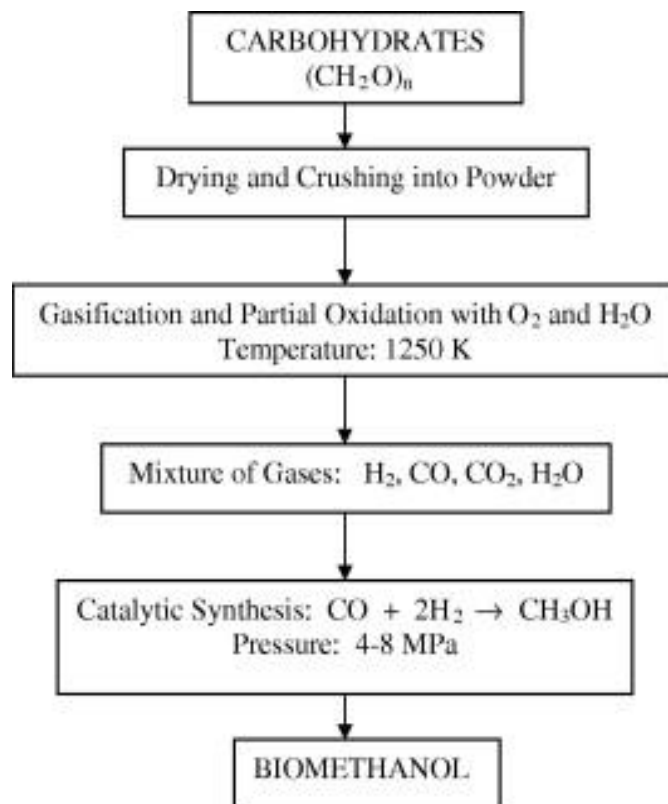 CARBOHYDRATES
(CH₂O)ₙ
Drying and Crushing into Powder
Gasification and Partial Oxidation with O₂ and H₂O
Temperature: 1250 K
Mixture of Gases: H₂, CO, CO₂, H₂O
Catalytic Synthesis: CO + 2H₂ → CH₃OH
Pressure: 4-8 MPa
BIOMETHANOL